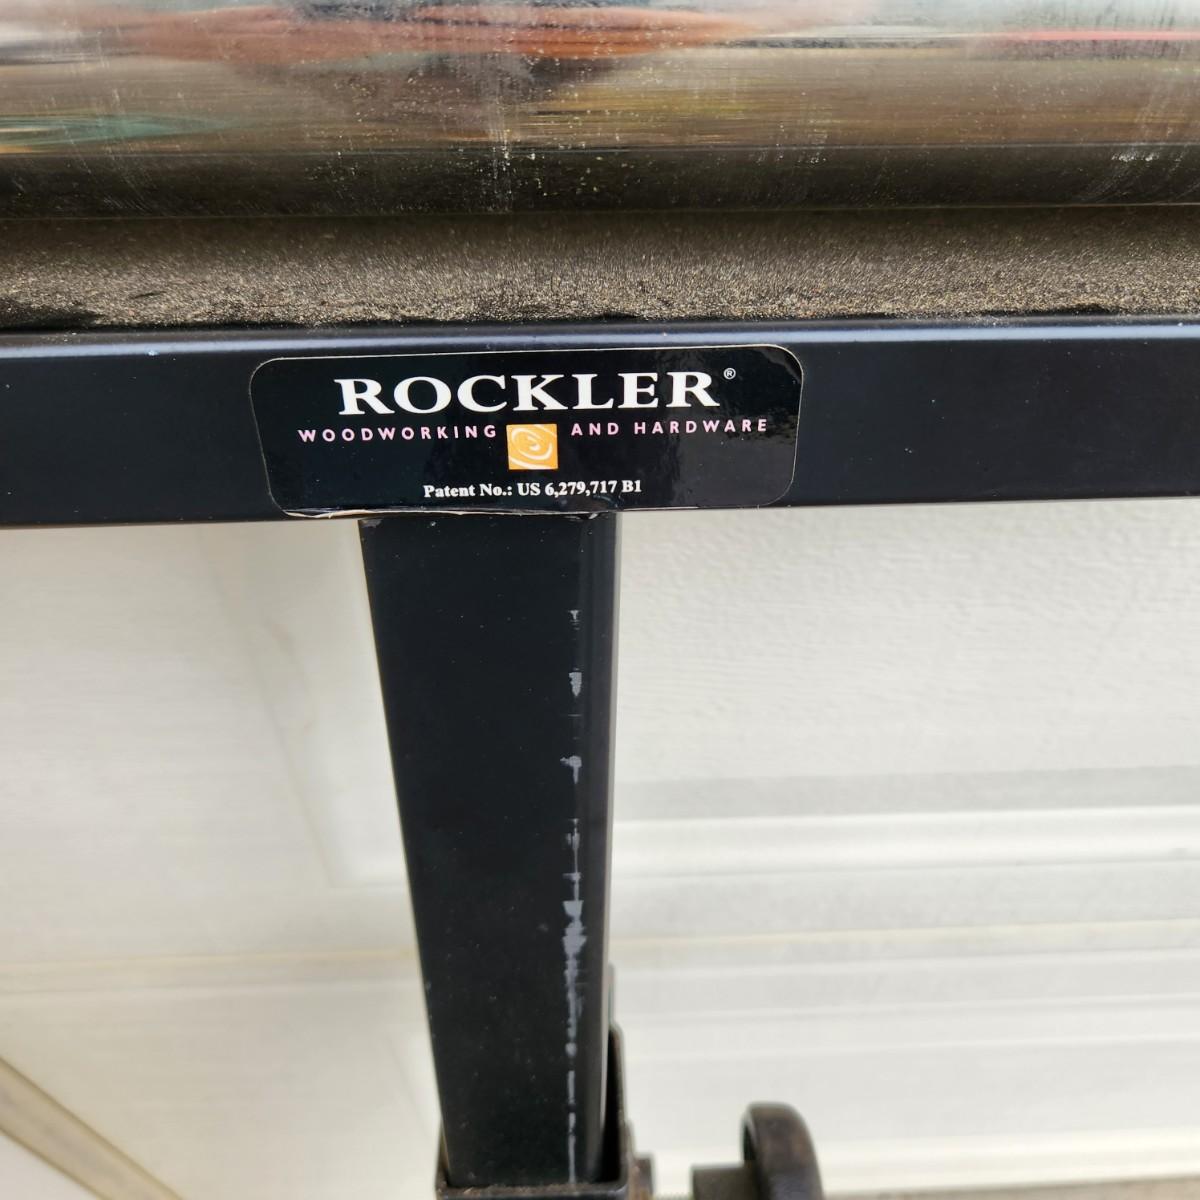 ROCKLER®
WOODWORKING AND HARDWARE
Patent No.: US 6,279,717 B1